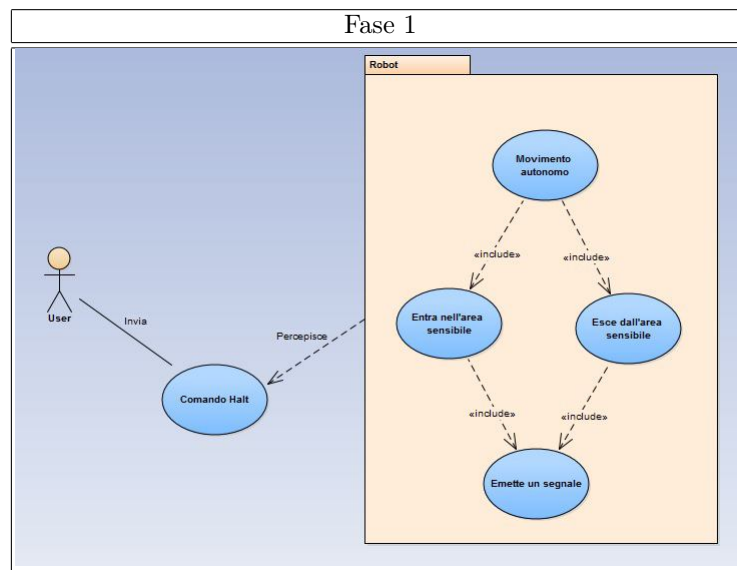 Fase 1
Robot
Movimento
autonomo
«include»
«include»
User
Invia
Entra nell'area
sensibile
Esce dall'area
sensibile
Percepisce
Comando Halt
«include»
«include»
Emette un segnale